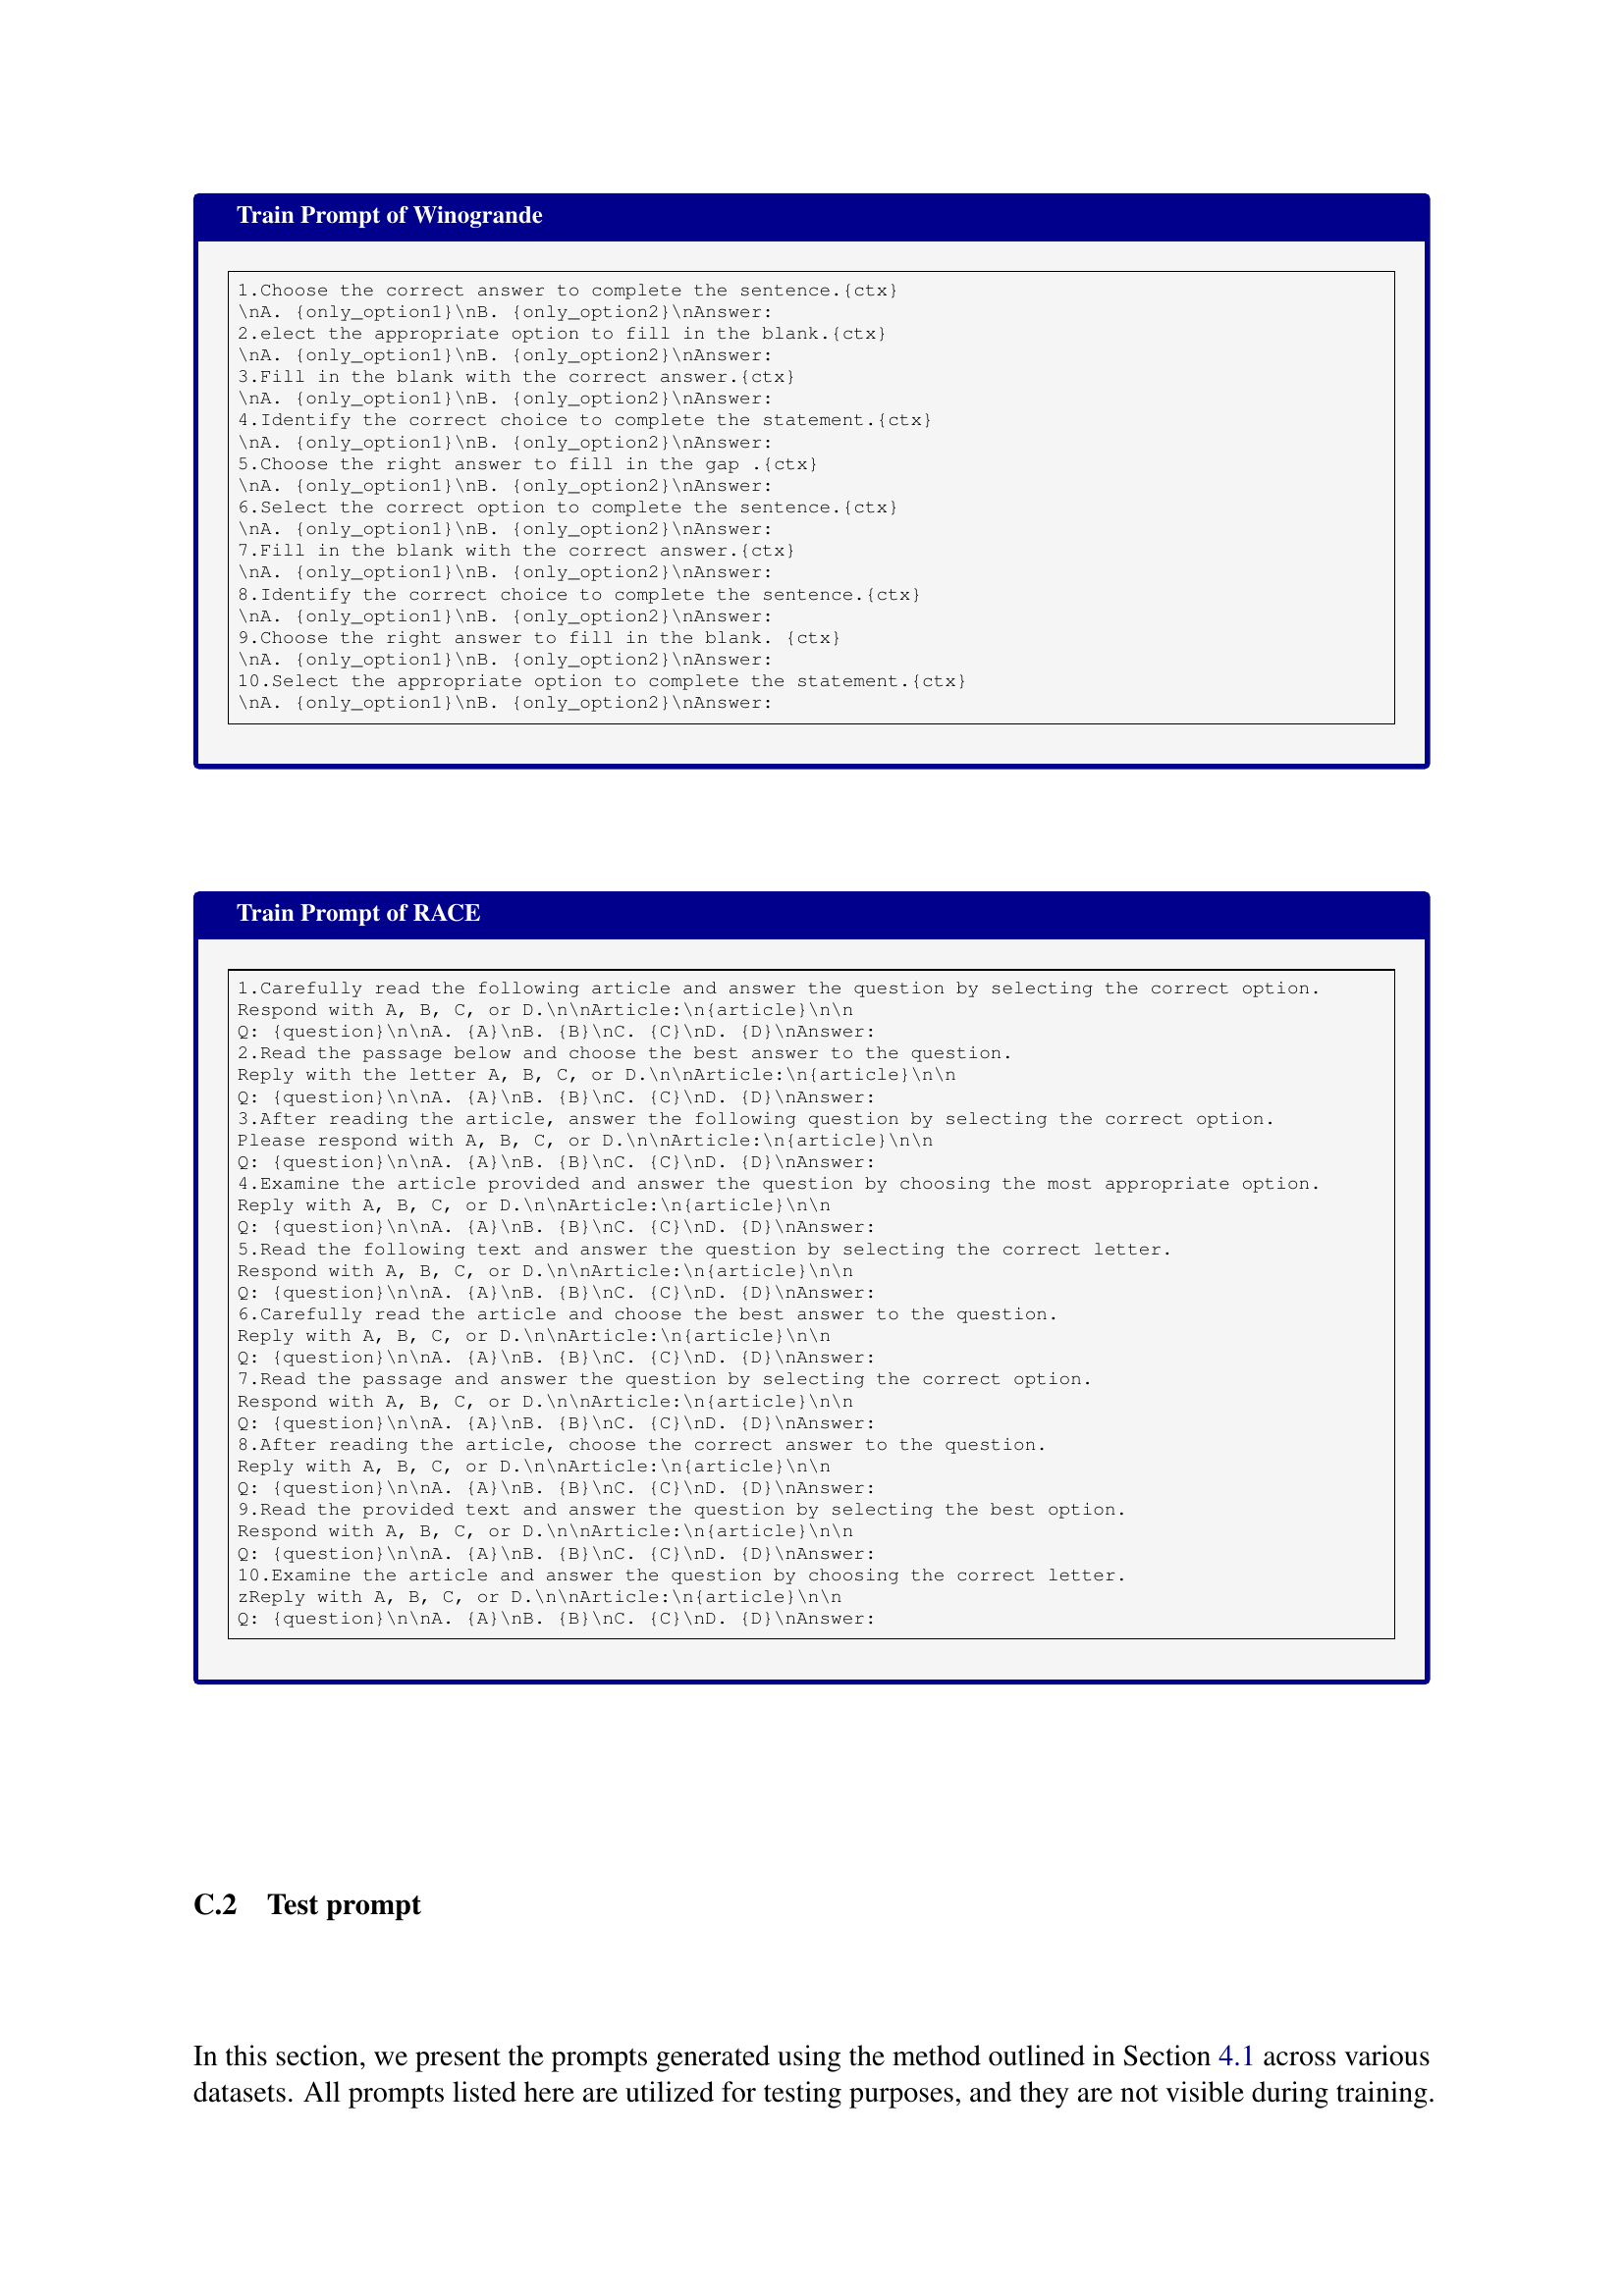 Train Prompt of Winogrande
1.Choose the correct answer to complete the sentence.{ctx}
\nA. {only_option1}\nB. {only_option2}\nAnswer:
2.elect the appropriate option to fill in the blank.{ctx}
\nA. {only_option1}\nB. {only_option2}\nAnswer:
3.Fill in the blank with the correct answer.{ctx}
\nA. {only_option1}\nB. {only_option2}\nAnswer:
4.Identify the correct choice to complete the statement.{ctx}
\nA. {only_option1}\nB. {only_option2}\nAnswer:
5.Choose the right answer to fill in the gap .{ctx}
\nA. {only_option1}\nB. {only_option2}\nAnswer:
6.Select the correct option to complete the sentence.{ctx}
\nA. {only_option1}\nB. {only_option2}\nAnswer:
7.Fill in the blank with the correct answer.{ctx}
\nA. {only_option1}\nB. {only_option2}\nAnswer:
8.Identify the correct choice to complete the sentence.{ctx}
\nA. {only_option1}\nB. {only_option2}\nAnswer:
9.Choose the right answer to fill in the blank. {ctx}
\nA. {only_option1}\nB. {only_option2}\nAnswer:
10.Select the appropriate option to complete the statement.{ctx}
\nA. {only_option1}\nB. {only_option2}\nAnswer:
Train Prompt of RACE
1.Carefully read the following article and answer the question by selecting the correct option.
Respond with A, B, C, or D.\n\nArticle:\n{article}\n\n
Q: {question}\n\nA. {A}\nB. {B}\nC. {C}\nD. {D}\nAnswer:
2.Read the passage below and choose the best answer to the question.
Reply with the letter A, B, C, or D.\n\nArticle:\n{article}\n\n
Q: {question}\n\nA. {A}\nB. {B}\nC. {C}\nD. {D}\nAnswer:
3.After reading the article, answer the following question by selecting the correct option.
Please respond with A, B, C, or D.\n\nArticle:\n{article}\n\n
Q: {question}\n\nA. {A}\nB. {B}\nC. {C}\nD. {D}\nAnswer:
4.Examine the article provided and answer the question by choosing the most appropriate option.
Reply with A, B, C, or D.\n\nArticle:\n{article}\n\n
Q: {question}\n\nA. {A}\nB. {B}\nC. {C}\nD. {D}\nAnswer:
5.Read the following text and answer the question by selecting the correct letter.
Respond with A, B, C, or D.\n\nArticle:\n{article}\n\n
Q: {question}\n\nA. {A}\nB. {B}\nC. {C}\nD. {D}\nAnswer:
6.Carefully read the article and choose the best answer to the question.
Reply with A, B, C, or D.\n\nArticle:\n{article}\n\n
Q: {question}\n\nA. {A}\nB. {B}\nC. {C}\nD. {D}\nAnswer:
7.Read the passage and answer the question by selecting the correct option.
Respond with A, B, C, or D.\n\nArticle:\n{article}\n\n
Q: {question}\n\nA. {A}\nB. {B}\nC. {C}\nD. {D}\nAnswer:
8.After reading the article, choose the correct answer to the question.
Reply with A, B, C, or D.\n\nArticle:\n{article}\n\n
Q: {question}\n\nA. {A}\nB. {B}\nC. {C}\nD. {D}\nAnswer:
9.Read the provided text and answer the question by selecting the best option.
Respond with A, B, C, or D.\n\nArticle:\n{article}\n\n
Q: {question}\n\nA. {A}\nB. {B}\nC. {C}\nD. {D}\nAnswer:
10.Examine the article and answer the question by choosing the correct letter.
zReply with A, B, C, or D.\n\nArticle:\n{article}\n\n
Q: {question}\n\nA. {A}\nB. {B}\nC. {C}\nD. {D}\nAnswer:
C.2 Test prompt
In this section, we present the prompts generated using the method outlined in Section 4.1 across various
datasets. All prompts listed here are utilized for testing purposes, and they are not visible during training.